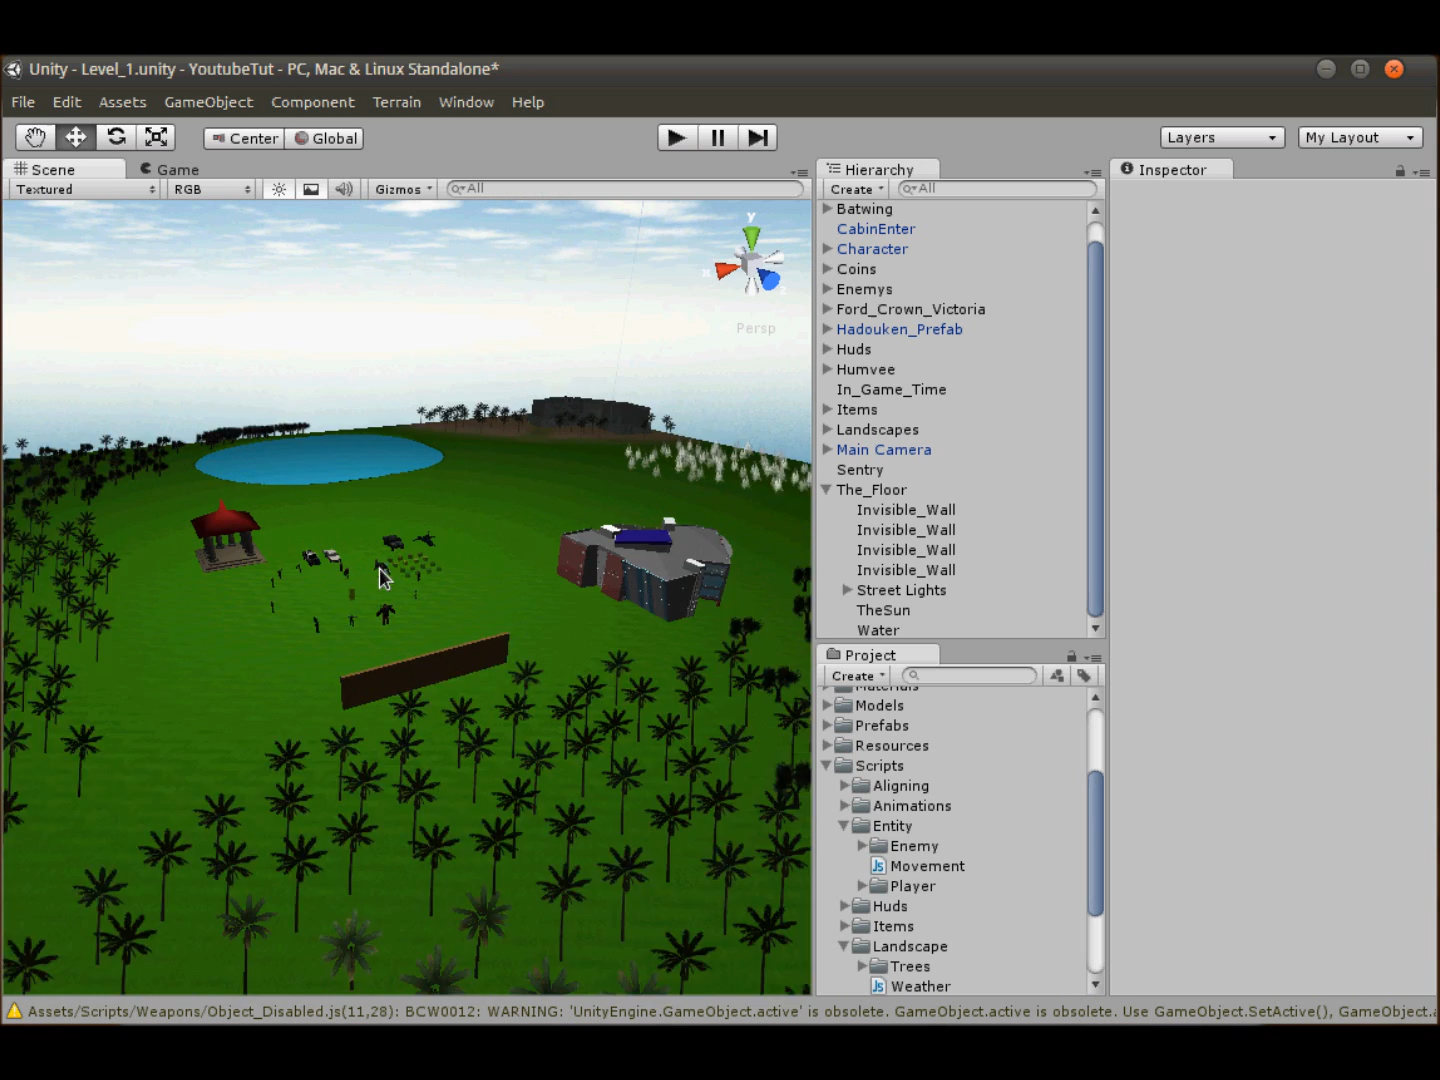 Unity - Level_1.unity - YoutubeTut - PC, Mac & Linux Standalone*
File Edit Assets GameObject Component Terrain Window Help
Center Global Layers My Layout
Scene Game
Textured RGB Gizmos All
y
x
z
Persp
Hierarchy
Create All
Batwing
CabinEnter
Character
Coins
Enemys
Ford_Crown_Victoria
Hadouken_Prefab
Huds
Humvee
In_Game_Time
Items
Landscapes
Main Camera
Sentry
The_Floor
Invisible_Wall
Invisible_Wall
Invisible_Wall
Invisible_Wall
Street Lights
TheSun
Water
Project
Create
Materials
Models
Prefabs
Resources
Scripts
Aligning
Animations
Entity
Enemy
Js Movement
Player
Huds
Items
Landscape
Trees
Js Weather
Inspector
Assets/Scripts/Weapons/Object_Disabled.js(11,28): BCW0012: WARNING: 'UnityEngine.GameObject.active' is obsolete. GameObject.active is obsolete. Use GameObject.SetActive(), GameObject.a